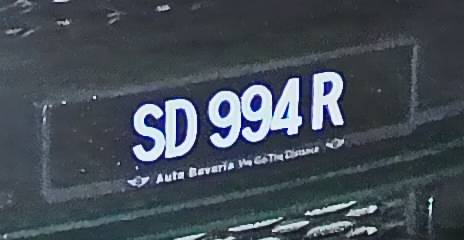 SD 994 R
Auto Bavaria We Go The Distance